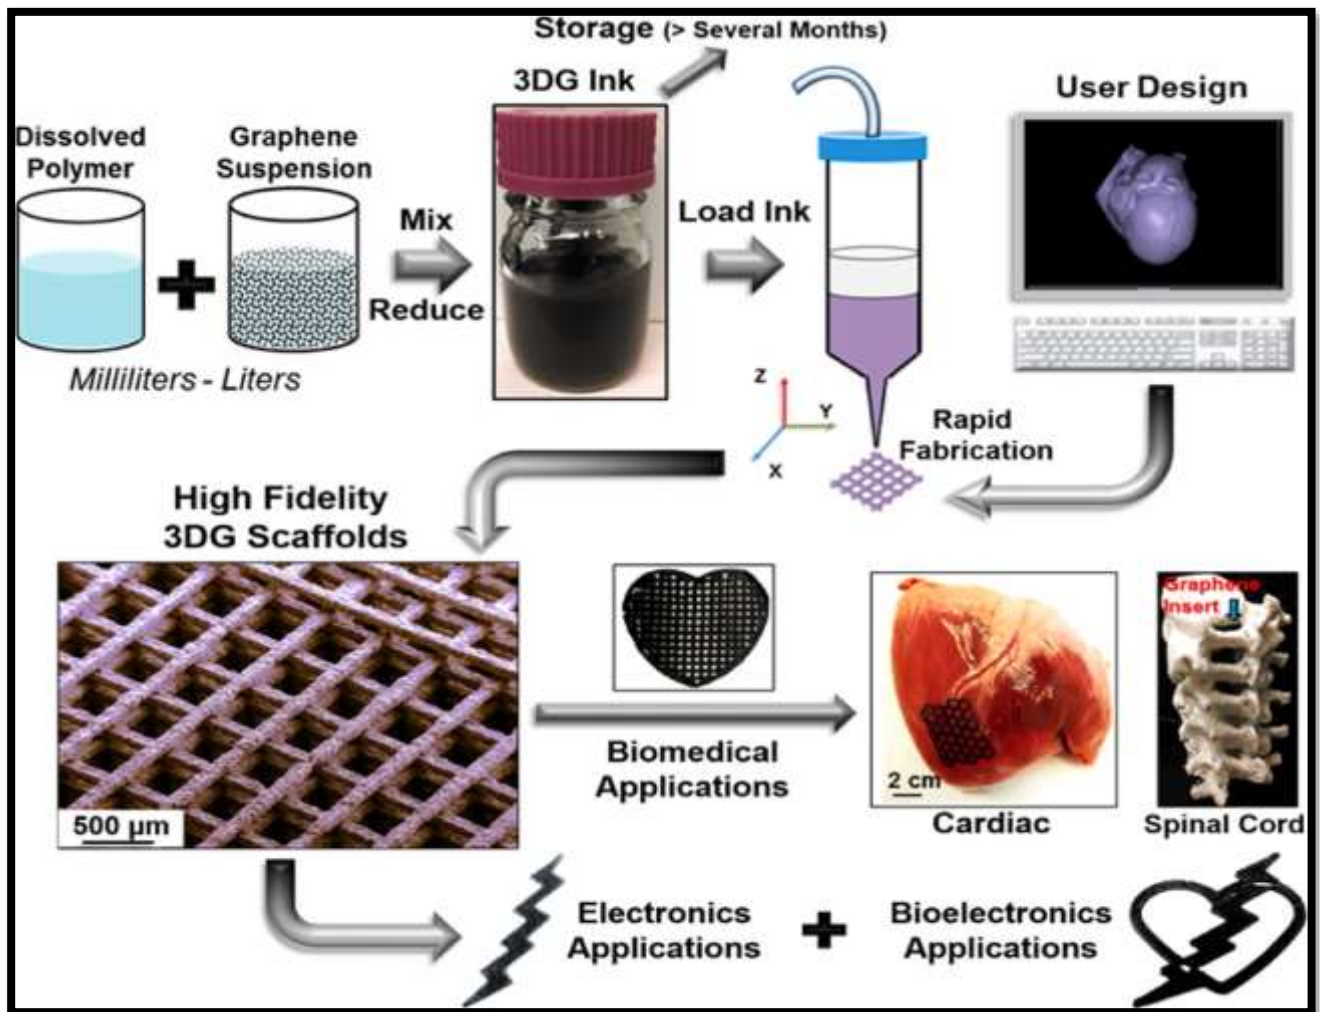 Storage (> Several Months)
3DG Ink
User Design
Dissolved
Polymer
Graphene
Suspension
Mix
Reduce
Load Ink
Milliliters - Liters
Z
Y
X
Rapid
Fabrication
High Fidelity
3DG Scaffolds
500 µm
Biomedical
Applications
2 cm
Cardiac
Graphene
Insert
Spinal Cord
Electronics
Applications
Bioelectronics
Applications